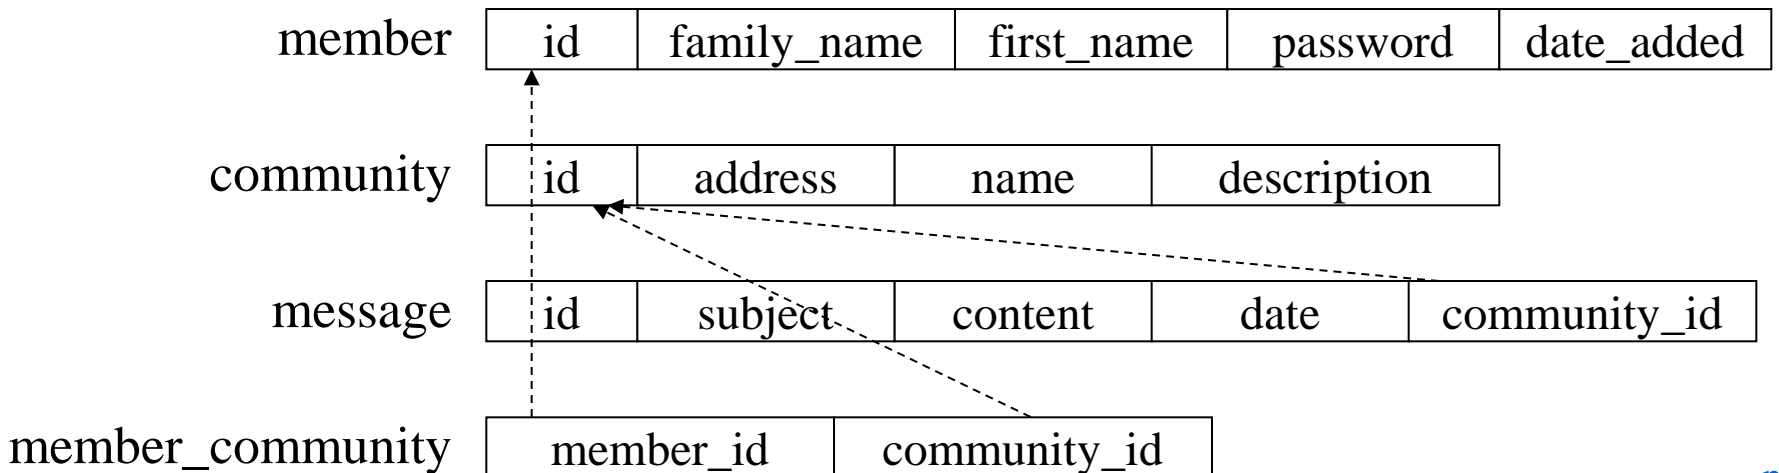 member id family_name first_name password date_added
community id address name description
message id subject content date community_id
member_community member_id community_id